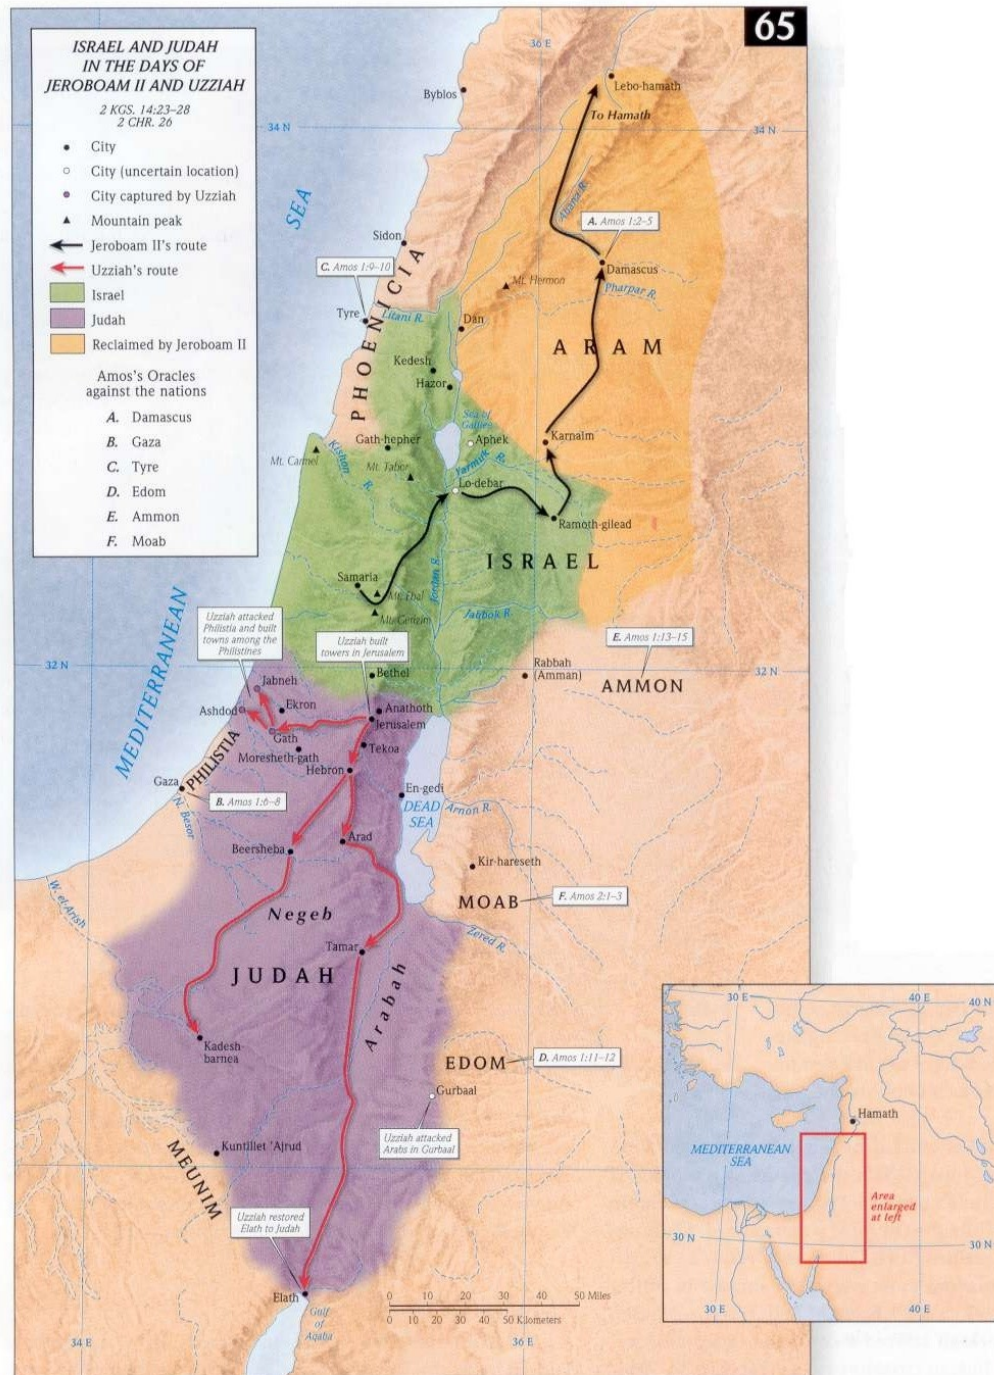 65
ISRAEL AND JUDAH
IN THE DAYS OF
JEROBOAM II AND UZZIAH
2 KGS. 14:23–28
2 CHR. 26
City
City (uncertain location)
City captured by Uzziah
Mountain peak
Jeroboam II's route
Uzziah's route
Israel
Judah
Reclaimed by Jeroboam II
Amos's Oracles
against the nations
A. Damascus
B. Gaza
C. Tyre
D. Edom
E. Ammon
F. Moab
36 E
Lebo-hamath
Byblos
To Hamath
34 N
34 N
SEA
Abana R.
A. Amos 1:2–5
Sidon
C. Amos 1:9–10
Damascus
Mt. Hermon
Pharpar R.
PHOENICIA
Tyre
Litani R.
Dan
ARAM
Kedesh
Hazor
Sea of
Galilee
Karnaim
Gath-hepher
Aphek
Mt. Carmel
Kishon
R.
Mt. Tabor
Yarmuk R.
Lo-debar
Ramoth-gilead
ISRAEL
Samaria
Mt. Ebal
Jordan R.
Mt. Gerizim
Jabbok R.
MEDITERRANEAN
Uzziah attacked
Philistia and built
towns among the
Philistines
Uzziah built
towers in Jerusalem
E. Amos 1:13–15
32 N
32 N
Bethel
Rabbah
(Amman)
AMMON
Jabneh
Ashdod
Ekron
Anathoth
Jerusalem
Gath
Tekoa
Moresheth-gath
Hebron
PHILISTIA
Gaza
B. Amos 1:6–8
N. Besor
En-gedi
DEAD
SEA
Arnon R.
Arad
Beersheba
Kir-hareseth
W. el-Arish
MOAB
F. Amos 2:1–3
Negeb
Zered R.
Tamar
JUDAH
Arabah
Kadesh-
barnea
EDOM
D. Amos 1:11–12
Gurbaal
Uzziah attacked
Arabs in Gurbaal
Kuntillet 'Ajrud
MEUNIM
Uzziah restored
Elath to Judah
Elath
Gulf
of
Aqaba
0 10 20 30 40 50 Miles
0 10 20 30 40 50 Kilometers
34 E
36 E
30 E
40 E
40 N
Hamath
MEDITERRANEAN
SEA
Area
enlarged
at left
30 N
30 N
30 E
40 E